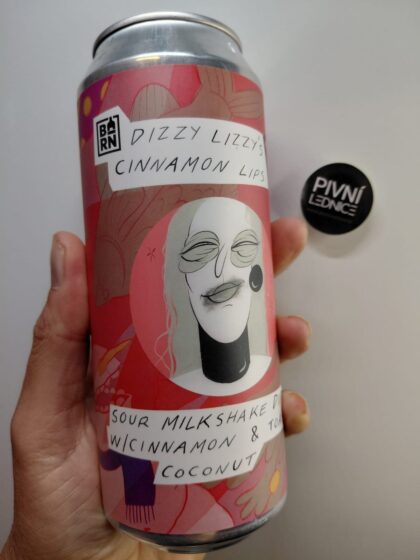 BARN
DIZZY LIZZY'S
CINNAMON LIPS
PIVNÍ
LEDNICE
SOUR MILKSHAKE
W/CINNAMON &
COCONUT